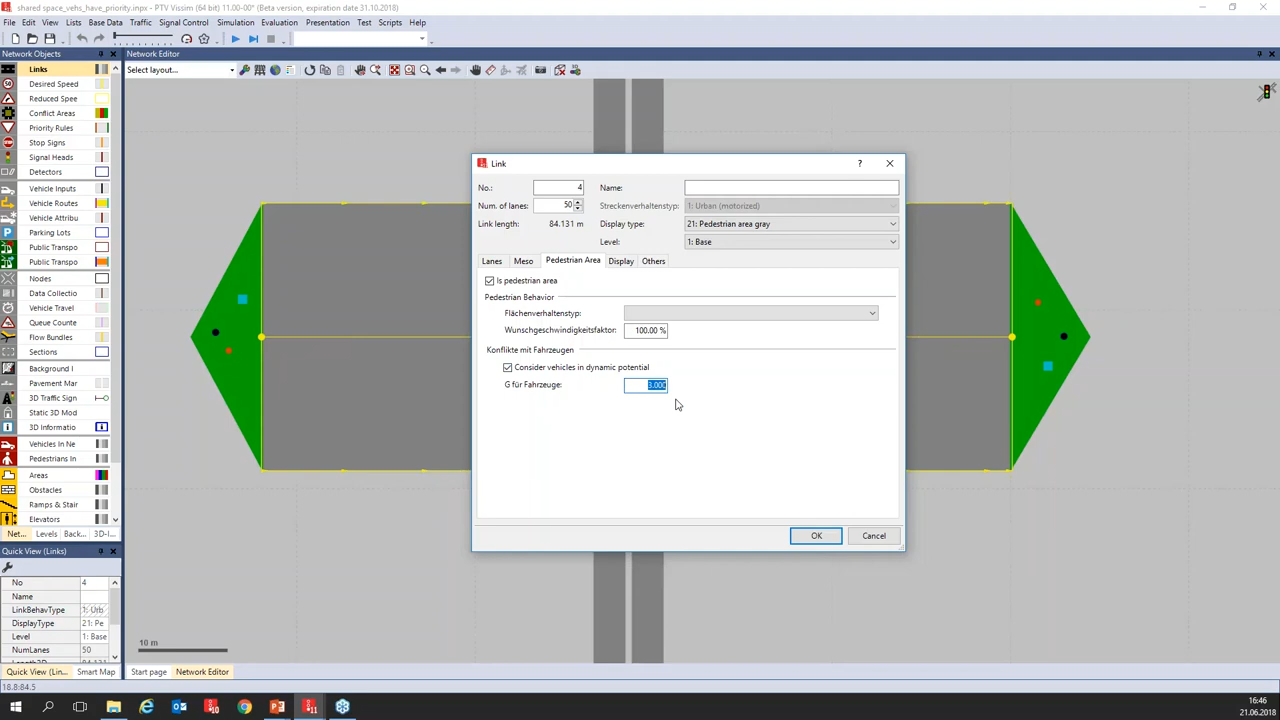 shared space_vehs_have_priority.inpx - PTV Vissim (64 bit) 11.00-00* (Beta version, expiration date 31.10.2018)
File Edit View Lists Base Data Traffic Signal Control Simulation Evaluation Presentation Test Scripts Help
Network Objects
Network Editor
Select layout...
Links
Desired Speed
Reduced Spee
Conflict Areas
Priority Rules
Stop Signs
Signal Heads
Detectors
Vehicle Inputs
Vehicle Routes
Vehicle Attribu
Parking Lots
Public Transpo
Public Transpo
Nodes
Data Collectio
Vehicle Travel
Queue Counte
Flow Bundles
Sections
Background I
Pavement Mar
3D Traffic Sign
Static 3D Mod
3D Informatio
Vehicles In Ne
Pedestrians In
Areas
Obstacles
Ramps & Stair
Elevators
Net... Levels Back... 3D-I...
Quick View (Links)
No 4
Name
LinkBehavType 1: Urb
DisplayType 21: Pe
Level 1: Base
NumLanes 50
Length3D 84.131
Quick View (Lin... Smart Map
18.8:84.5
Link
No.: 4 Name:
Num. of lanes: 50 Streckenverhaltenstyp: 1: Urban (motorized)
Link length: 84.131 m Display type: 21: Pedestrian area gray
Level: 1: Base
Lanes Meso Pedestrian Area Display Others
Is pedestrian area
Pedestrian Behavior
Flächenverhaltenstyp:
Wunschgeschwindigkeitsfaktor: 100.00 %
Konflikte mit Fahrzeugen
Consider vehicles in dynamic potential
G für Fahrzeuge: 3.000
OK Cancel
10 m
Start page Network Editor
16:46
21.06.2018